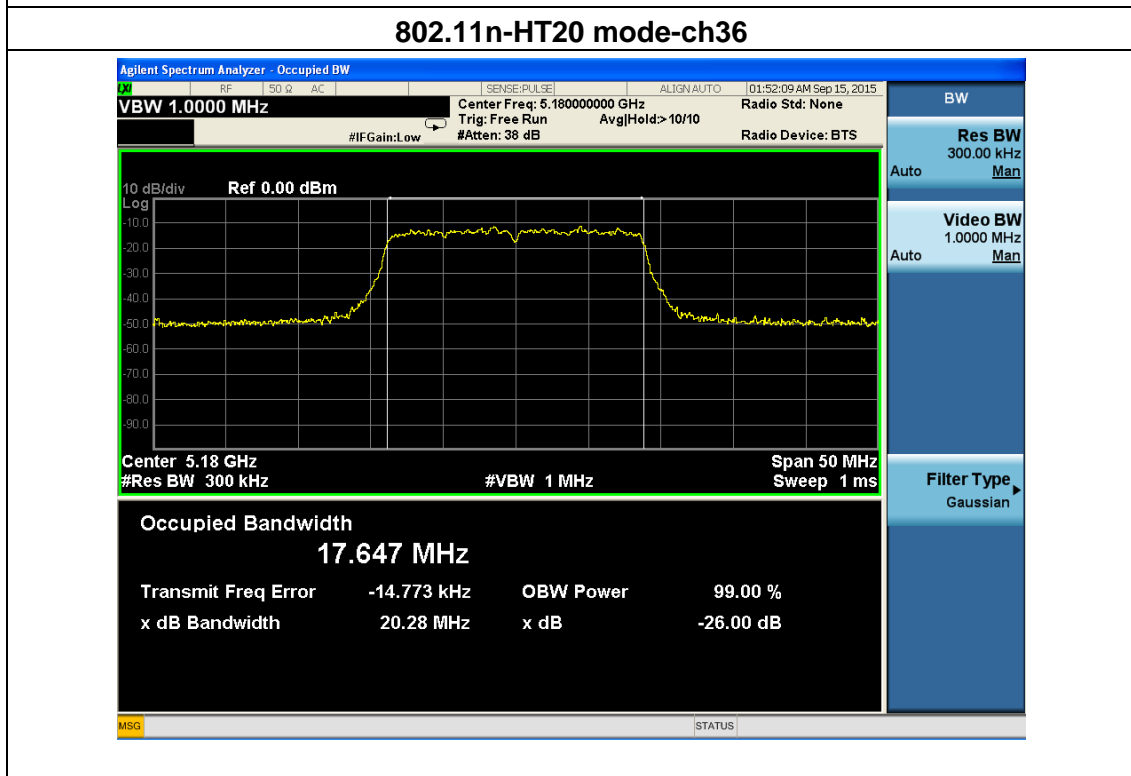 802.11n-HT20 mode-ch36
Agilent Spectrum Analyzer - Occupied BW
LXI RF 50 Ω AC SENSE:PULSE ALIGN AUTO 01:52:09 AM Sep 15, 2015
VBW 1.0000 MHz
Center Freq: 5.180000000 GHz
Radio Std: None
Trig: Free Run Avg|Hold:>10/10
#IFGain:Low
#Atten: 38 dB
Radio Device: BTS
BW
Res BW
300.00 kHz
Auto Man
Video BW
1.0000 MHz
Auto Man
Filter Type
Gaussian
10 dB/div Ref 0.00 dBm
Log
-10.0
-20.0
-30.0
-40.0
-50.0
-60.0
-70.0
-80.0
-90.0
Center 5.18 GHz Span 50 MHz
#Res BW 300 kHz #VBW 1 MHz Sweep 1 ms
Occupied Bandwidth
17.647 MHz
Transmit Freq Error -14.773 kHz OBW Power 99.00 %
x dB Bandwidth 20.28 MHz x dB -26.00 dB
MSG STATUS